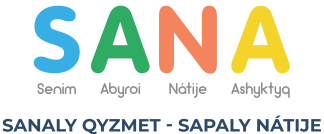 SANA
Senim Abyroi Nátije Ashyktyq
SANALY QYZMET - SAPALY NÁTIJE